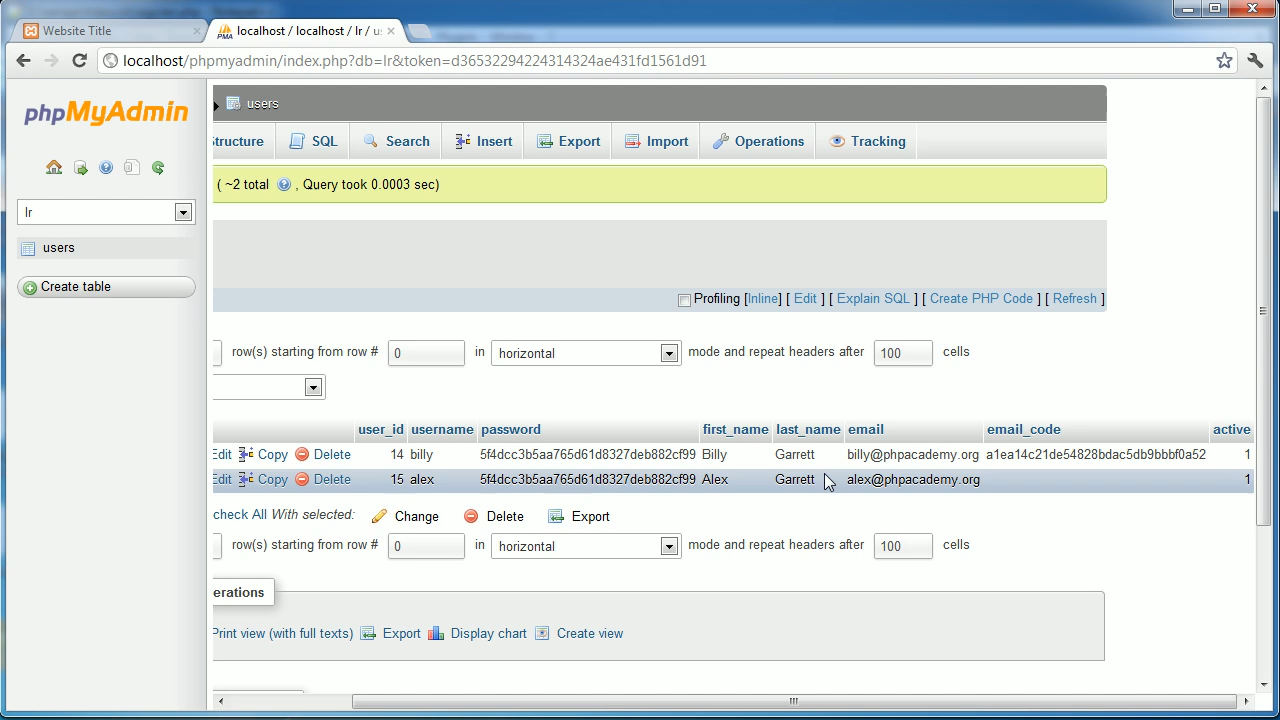 Website Title
localhost / localhost / lr / us
localhost/phpmyadmin/index.php?db=lr&token=d36532294224314324ae431fd1561d91
phpMyAdmin
lr
users
Create table
users
tructure SQL Search Insert Export Import Operations Tracking
( ~2 total , Query took 0.0003 sec)
Profiling [Inline] [ Edit ] [ Explain SQL ] [ Create PHP Code ] [ Refresh ]
row(s) starting from row # 0 in horizontal mode and repeat headers after 100 cells
user_id username password first_name last_name email email_code active
Edit Copy Delete 14 billy 5f4dcc3b5aa765d61d8327deb882cf99 Billy Garrett billy@phpacademy.org a1ea14c21de54828bdac5db9bbbf0a52 1
Edit Copy Delete 15 alex 5f4dcc3b5aa765d61d8327deb882cf99 Alex Garrett alex@phpacademy.org 1
check All With selected: Change Delete Export
row(s) starting from row # 0 in horizontal mode and repeat headers after 100 cells
erations
Print view (with full texts) Export Display chart Create view